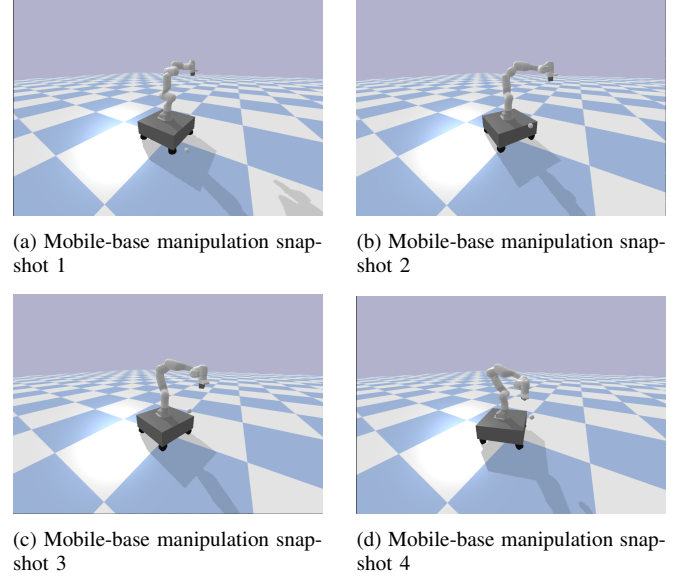 (a) Mobile-base manipulation snap-
shot 1
(b) Mobile-base manipulation snap-
shot 2
(c) Mobile-base manipulation snap-
shot 3
(d) Mobile-base manipulation snap-
shot 4